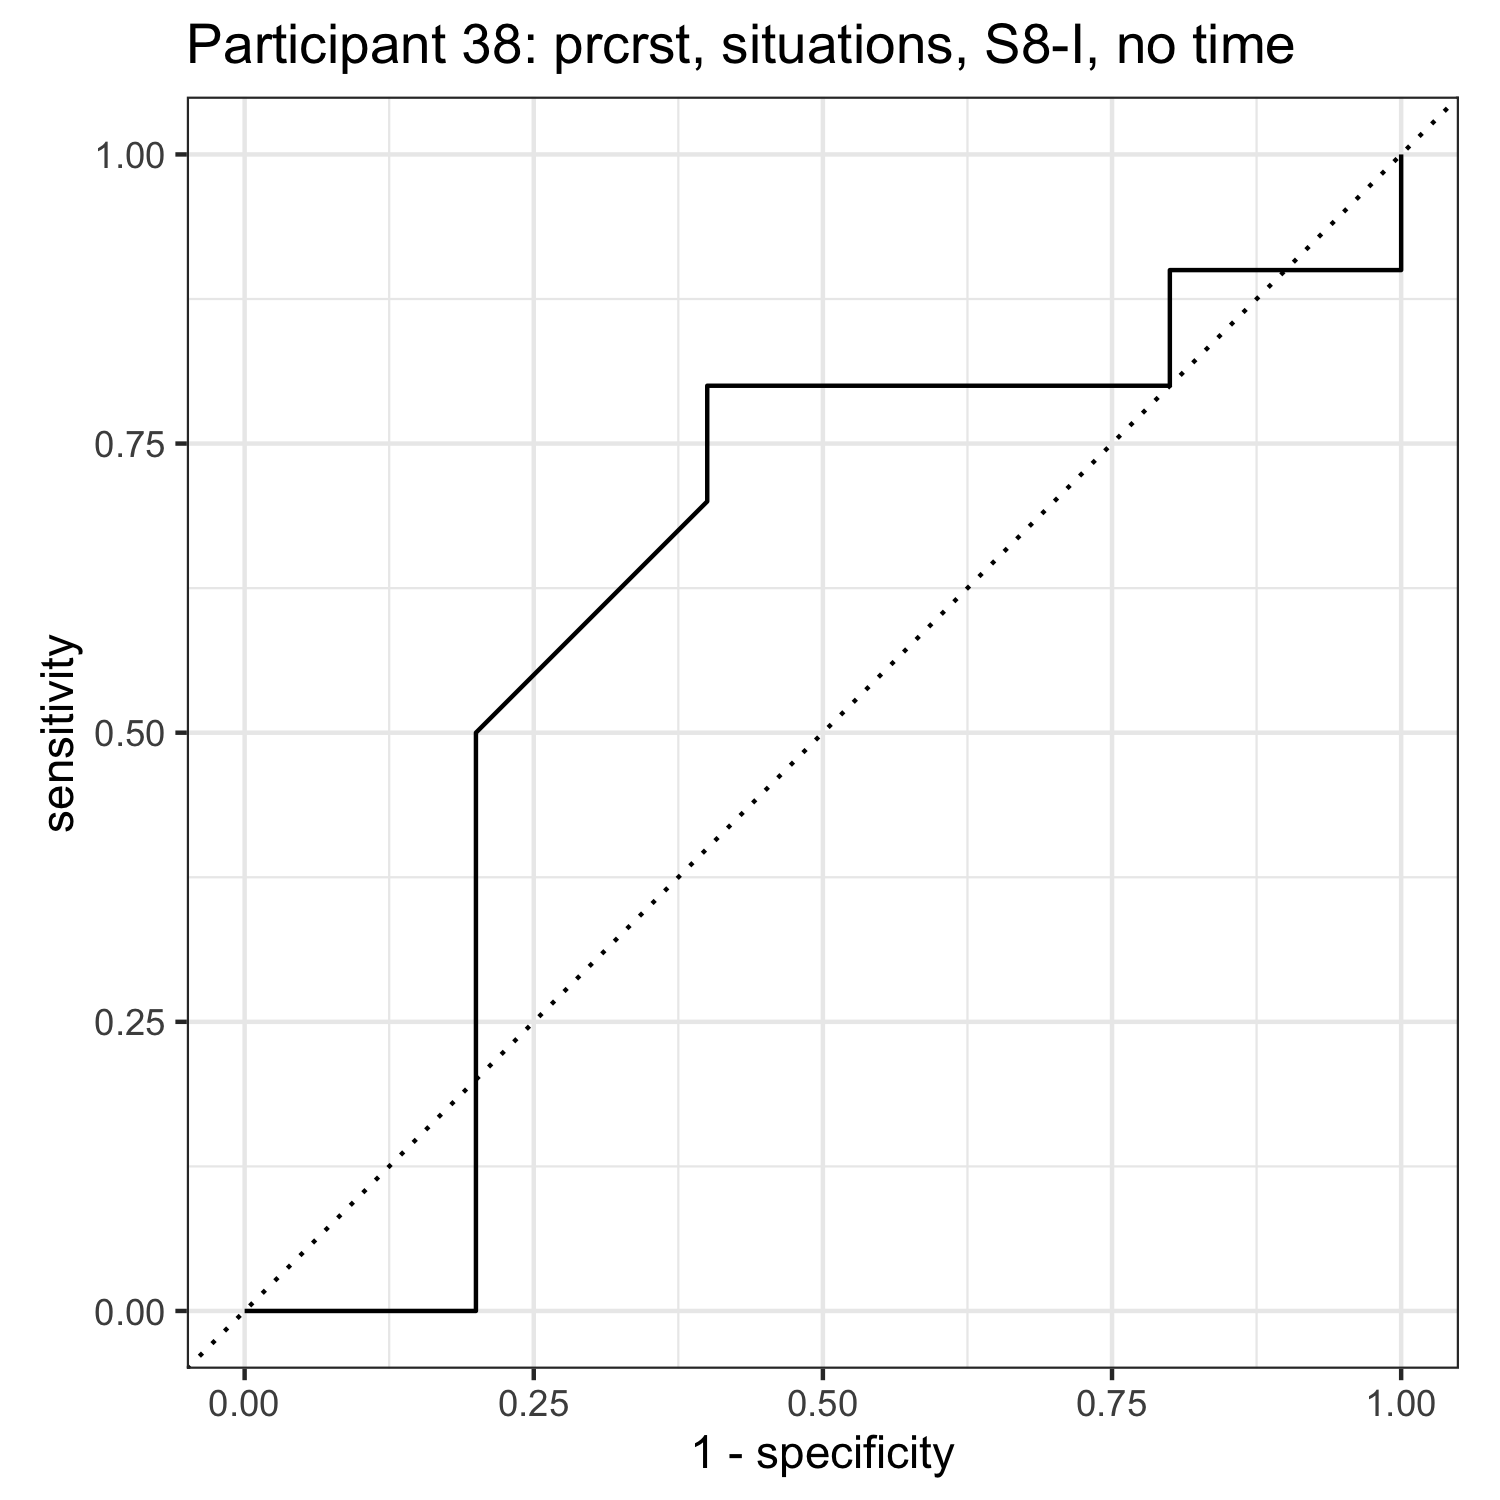 Participant 38: prcrst, situations, S8-I, no time
1.00
0.75
0.50
0.25
0.00
sensitivity
0.00 0.25 0.50 0.75 1.00
1 - specificity